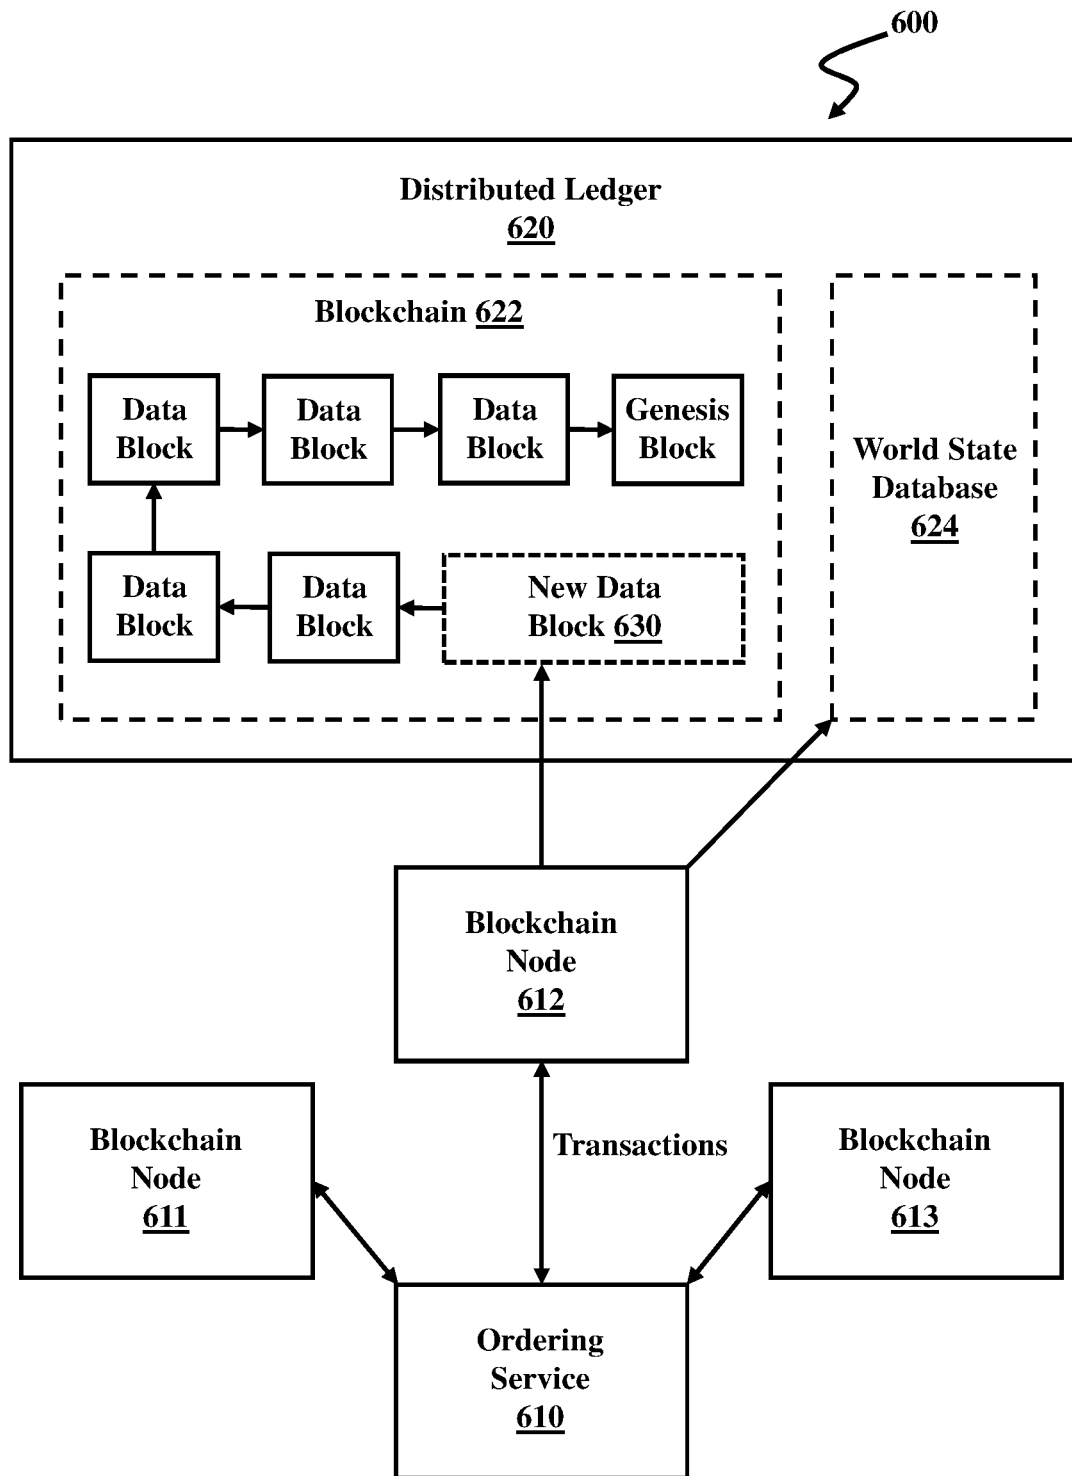 600
Distributed Ledger
620
Blockchain 622
Data
Block
Data
Block
Data
Block
Genesis
Block
World State
Database
624
Data
Block
Data
Block
New Data
Block 630
Blockchain
Node
612
Blockchain
Node
611
Transactions
Blockchain
Node
613
Ordering
Service
610